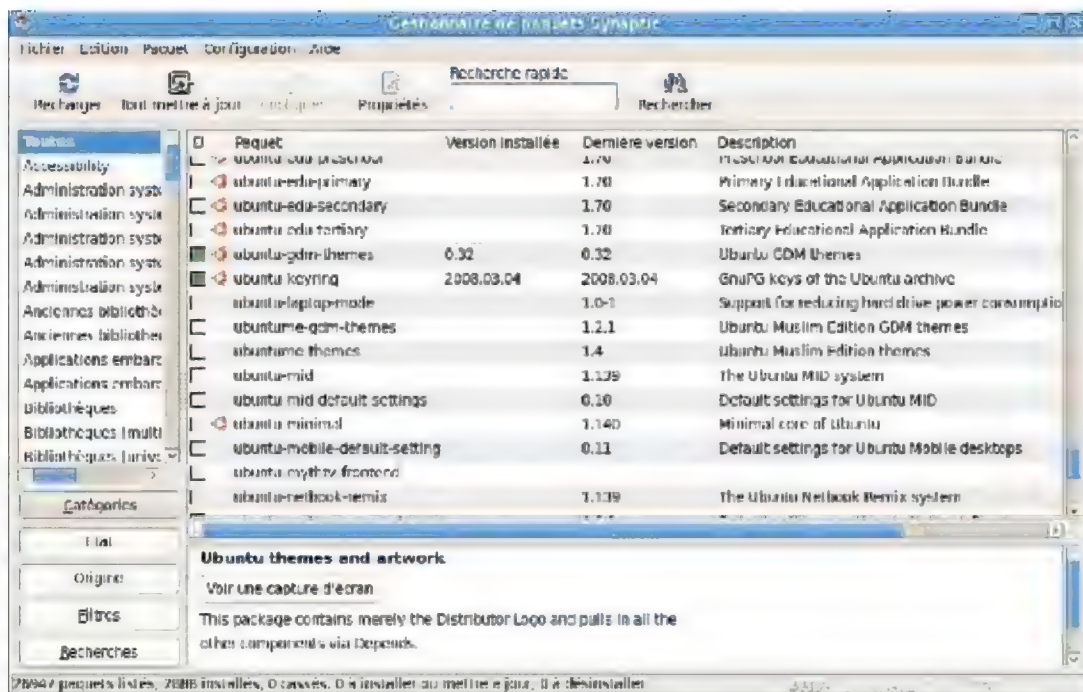 Gestionnaire de paquets Synaptic
Fichier Edition Paquet Configuration Aide
Recherche rapide
Recharger Tout mettre à jour Propriétés Rechercher
Toutes
Accessibility
Administration systè
Administration systè
Administration systè
Administration systè
Administration systè
Anciennes bibliothè
Anciennes bibliothè
Applications embarc
Applications embarc
Bibliothèques
Bibliothèques (multi
Bibliothèques (unive
Catégories
État
Origine
Filtres
Recherches
Paquet Version installée Dernière version Description
ubuntu-edu-preschool 1.70 Preschool Educational Application Bundle
ubuntu-edu-primary 1.70 Primary Educational Application Bundle
ubuntu-edu-secondary 1.70 Secondary Educational Application Bundle
ubuntu-edu-tertiary 1.70 Tertiary Educational Application Bundle
ubuntu-gdm-themes 0.32 0.32 Ubuntu GDM themes
ubuntu-keyring 2008.03.04 2008.03.04 GnuPG keys of the Ubuntu archive
ubuntu-laptop-mode 1.0-1 Support for reducing hard drive power consumptio
ubuntume-gdm-themes 1.2.1 Ubuntu Muslim Edition GDM themes
ubuntume-themes 1.4 Ubuntu Muslim Edition themes
ubuntu-mid 1.139 The Ubuntu MID system
ubuntu-mid-default-settings 0.10 Default settings for Ubuntu MID
ubuntu-minimal 1.140 Minimal core of Ubuntu
ubuntu-mobile-default-setting 0.11 Default settings for Ubuntu Mobile desktops
ubuntu-mythtv-frontend
ubuntu-netbook-remix 1.139 The Ubuntu Netbook Remix system
Ubuntu themes and artwork
Voir une capture d'écran
This package contains merely the Distributor Logo and pulls in all the
other components via Depends.
paquets listés, installés, 0 cassés. 0 à installer ou mettre à jour, 0 à désinstaller